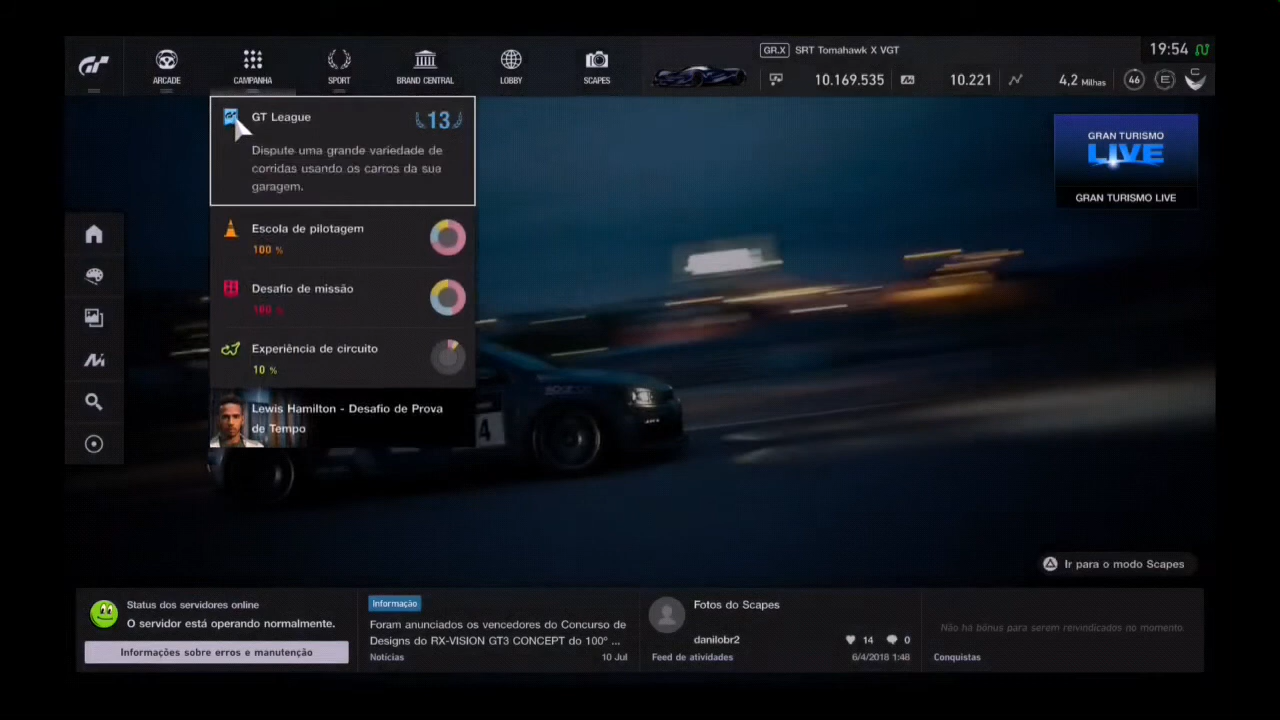 GR.X SRT Tomahawk X VGT
19:54
ARCADE
CAMPANHA
SPORT
BRAND CENTRAL
LOBBY
SCAPES
10.169.535
10.221
4,2 Milhas
46
E
C
GT League
13
Dispute uma grande variedade de
corridas usando os carros da sua
garagem.
Escola de pilotagem
100 %
Desafio de missão
100 %
Experiência de circuito
10 %
Lewis Hamilton - Desafio de Prova
de Tempo
4
GRAN TURISMO
LIVE
GRAN TURISMO LIVE
Ir para o modo Scapes
Status dos servidores online
O servidor está operando normalmente.
Informações sobre erros e manutenção
Informação
Foram anunciados os vencedores do Concurso de
Designs do RX-VISION GT3 CONCEPT do 100º ...
Notícias
10 Jul
Fotos do Scapes
danilobr2
14
0
Feed de atividades
6/4/2018 1:48
Não há bônus para serem reivindicados no momento.
Conquistas